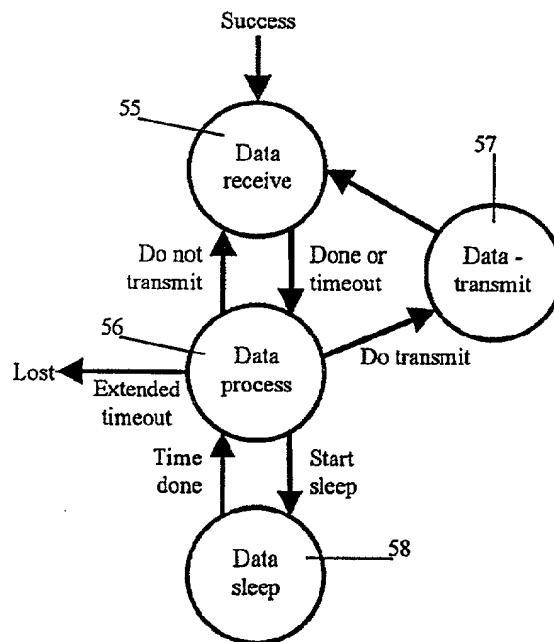 Success
55
Data
receive
57
Data -
transmit
Do not
transmit
Done or
timeout
56
Data
process
Do transmit
Lost
Extended
timeout
Time
done
Start
sleep
Data
sleep
58